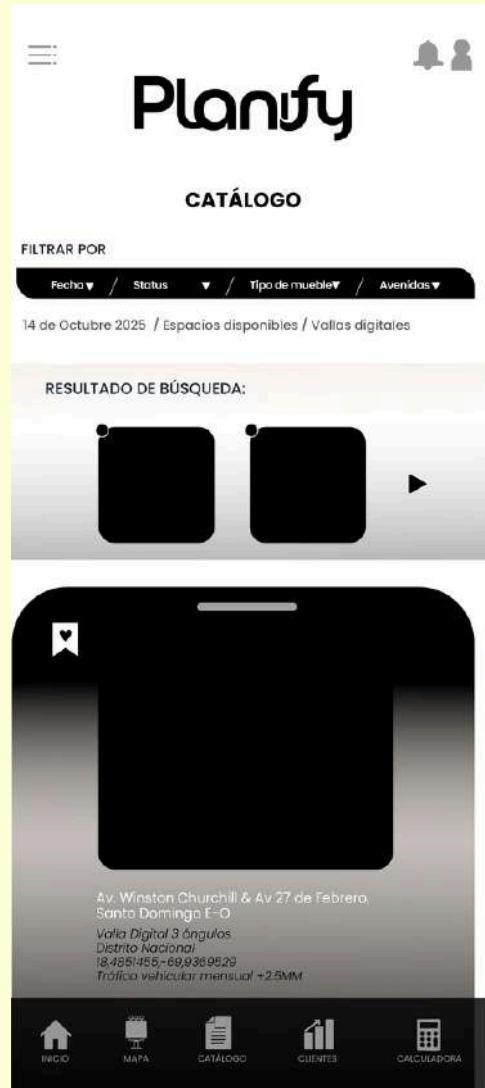 Planify
CATÁLOGO
FILTRAR POR
Fecha / Status / Tipo de mueble / Avenidas
14 de Octubre 2025 / Espacios disponibles / Vallas digitales
RESULTADO DE BÚSQUEDA:
Av. Winston Churchill & Av 27 de Febrero,
Santo Domingo E-O
Valla Digital 3 ángulos
Distrito Nacional
18,4851455,-69,9369529
Tráfico vehicular mensual +2.5MM
INICIO MAPA CATÁLOGO CLIENTES CALCULADORA